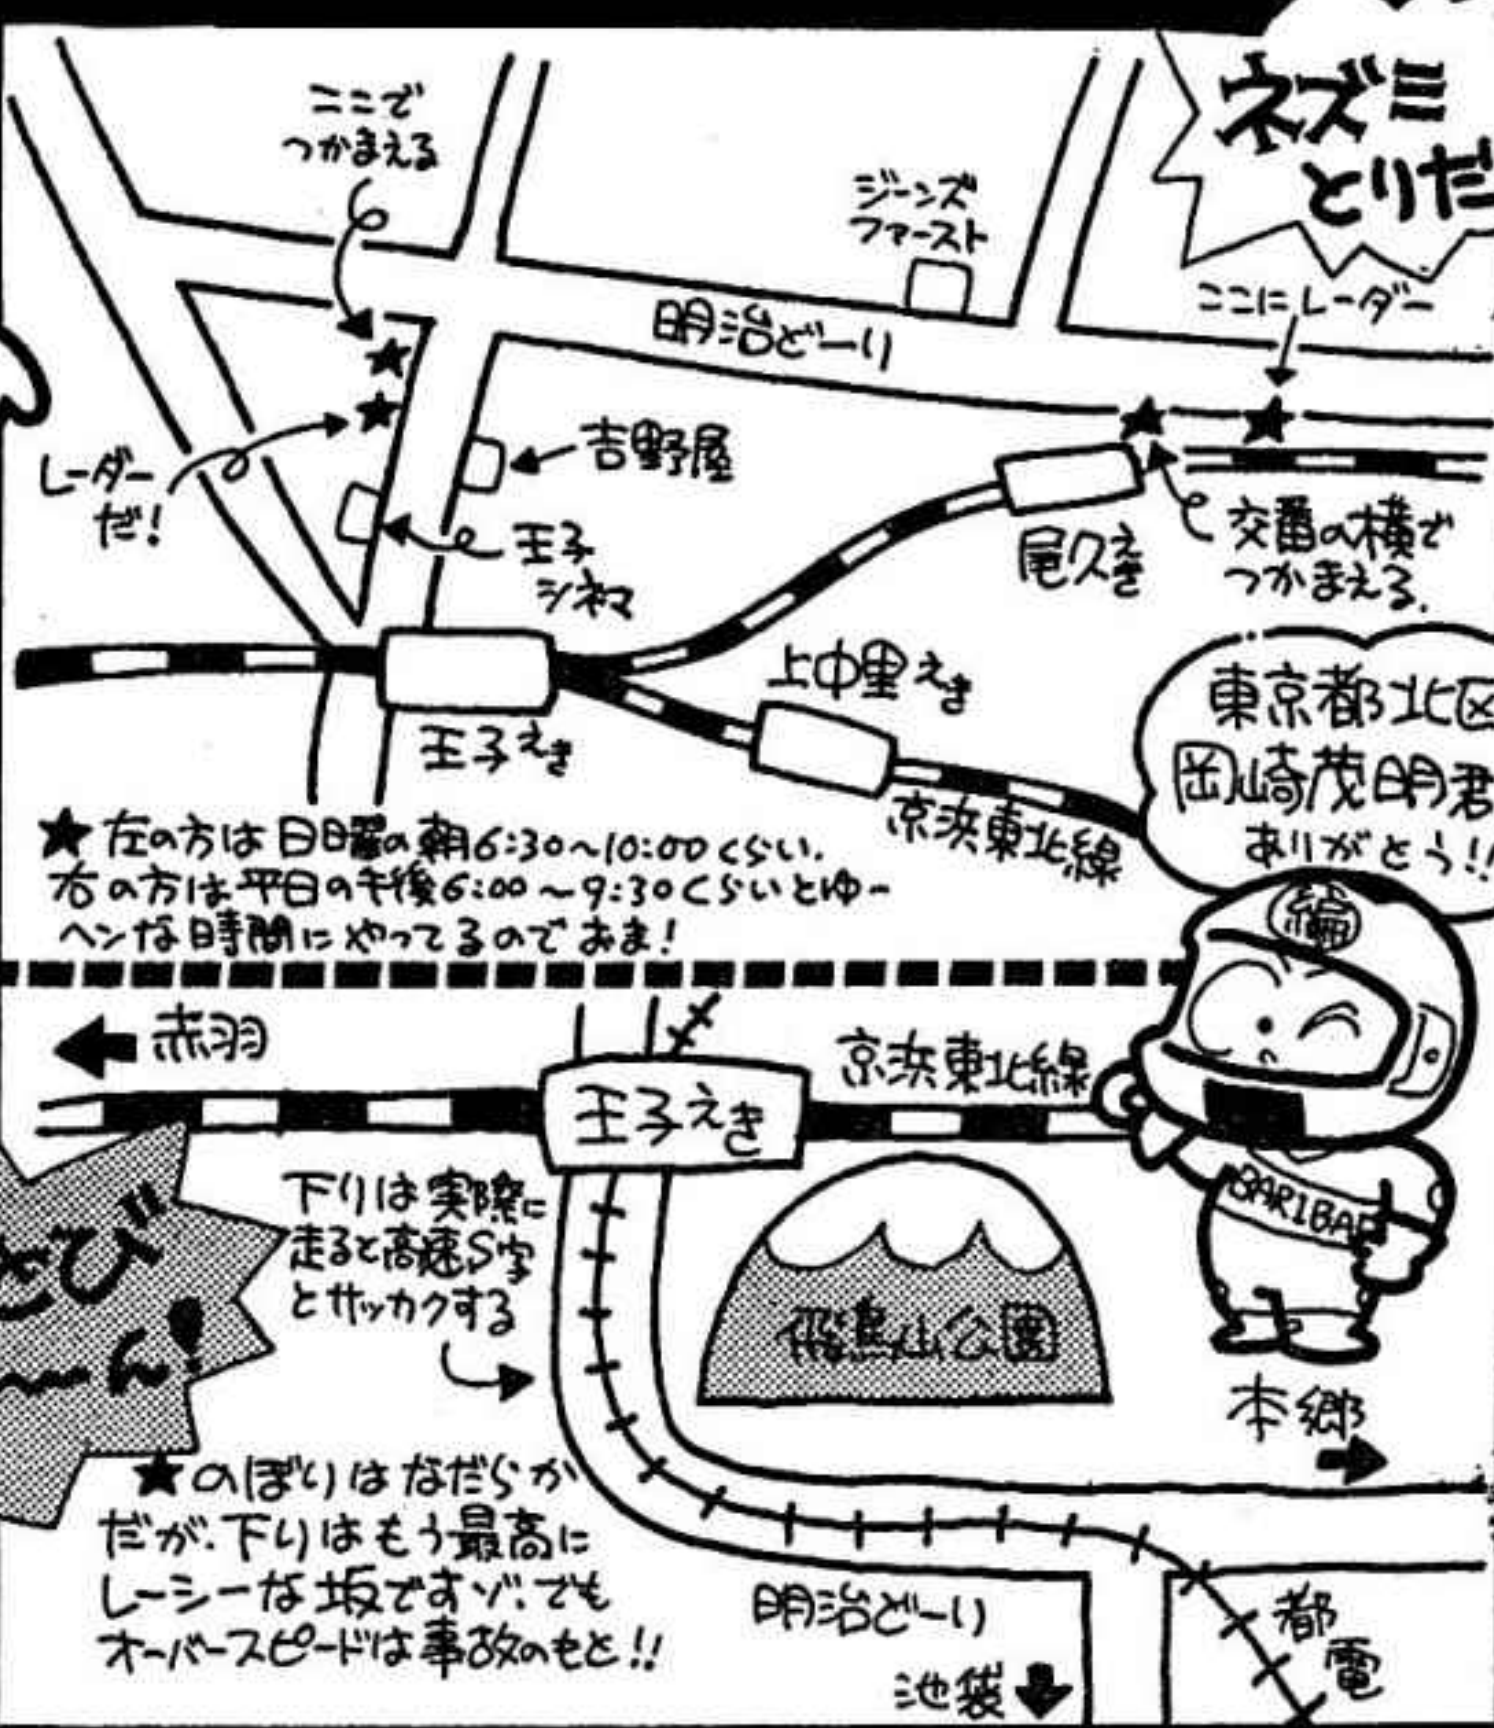 ネズミ
とりだ
ここで
つかまえる
ジーンズ
ファースト
ここにレーダー
明治どーり
レーダー
だ!
吉野屋
王子
シネマ
尾久えき
交番の横で
つかまえる.
上中里えき
王子えき
京浜東北線
東京都北区
岡崎茂明君
ありがとう!!
★左の方は日曜の朝6:30〜10:00くらい.
右の方は平日の午後6:00〜9:30くらいとゆー
ヘンな時間にやってるのでおま!
編
BARIBA
赤羽
京浜東北線
王子えき
下りは実際に
走ると高速S字
とサッカクする
飛鳥山公園
本郷
とび
〜ん!
★のぼりはなだらか
だが.下りはもう最高に
レーシーな坂ですゾ.でも
オーバースピードは事故のもと!!
明治どーり
池袋
都
電